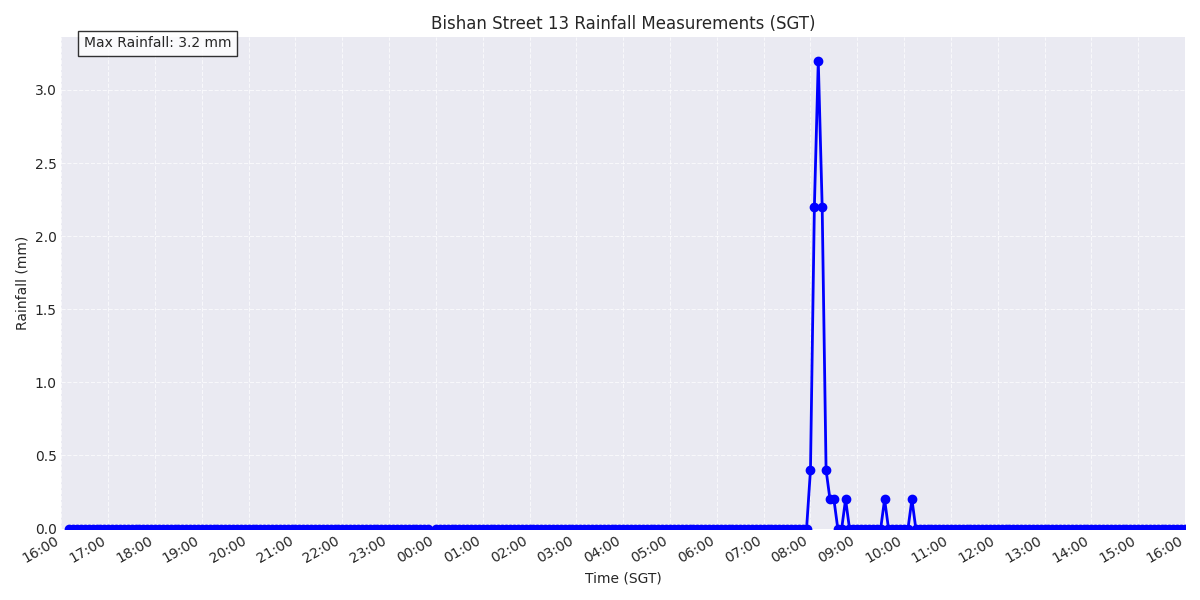 Bishan Street 13 Rainfall Measurements (SGT)
Max Rainfall: 3.2 mm
3.0
2.5
2.0
1.5
1.0
0.5
0.0
Rainfall (mm)
16:00 17:00 18:00 19:00 20:00 21:00 22:00 23:00 00:00 01:00 02:00 03:00 04:00 05:00 06:00 07:00 08:00 09:00 10:00 11:00 12:00 13:00 14:00 15:00 16:00
Time (SGT)